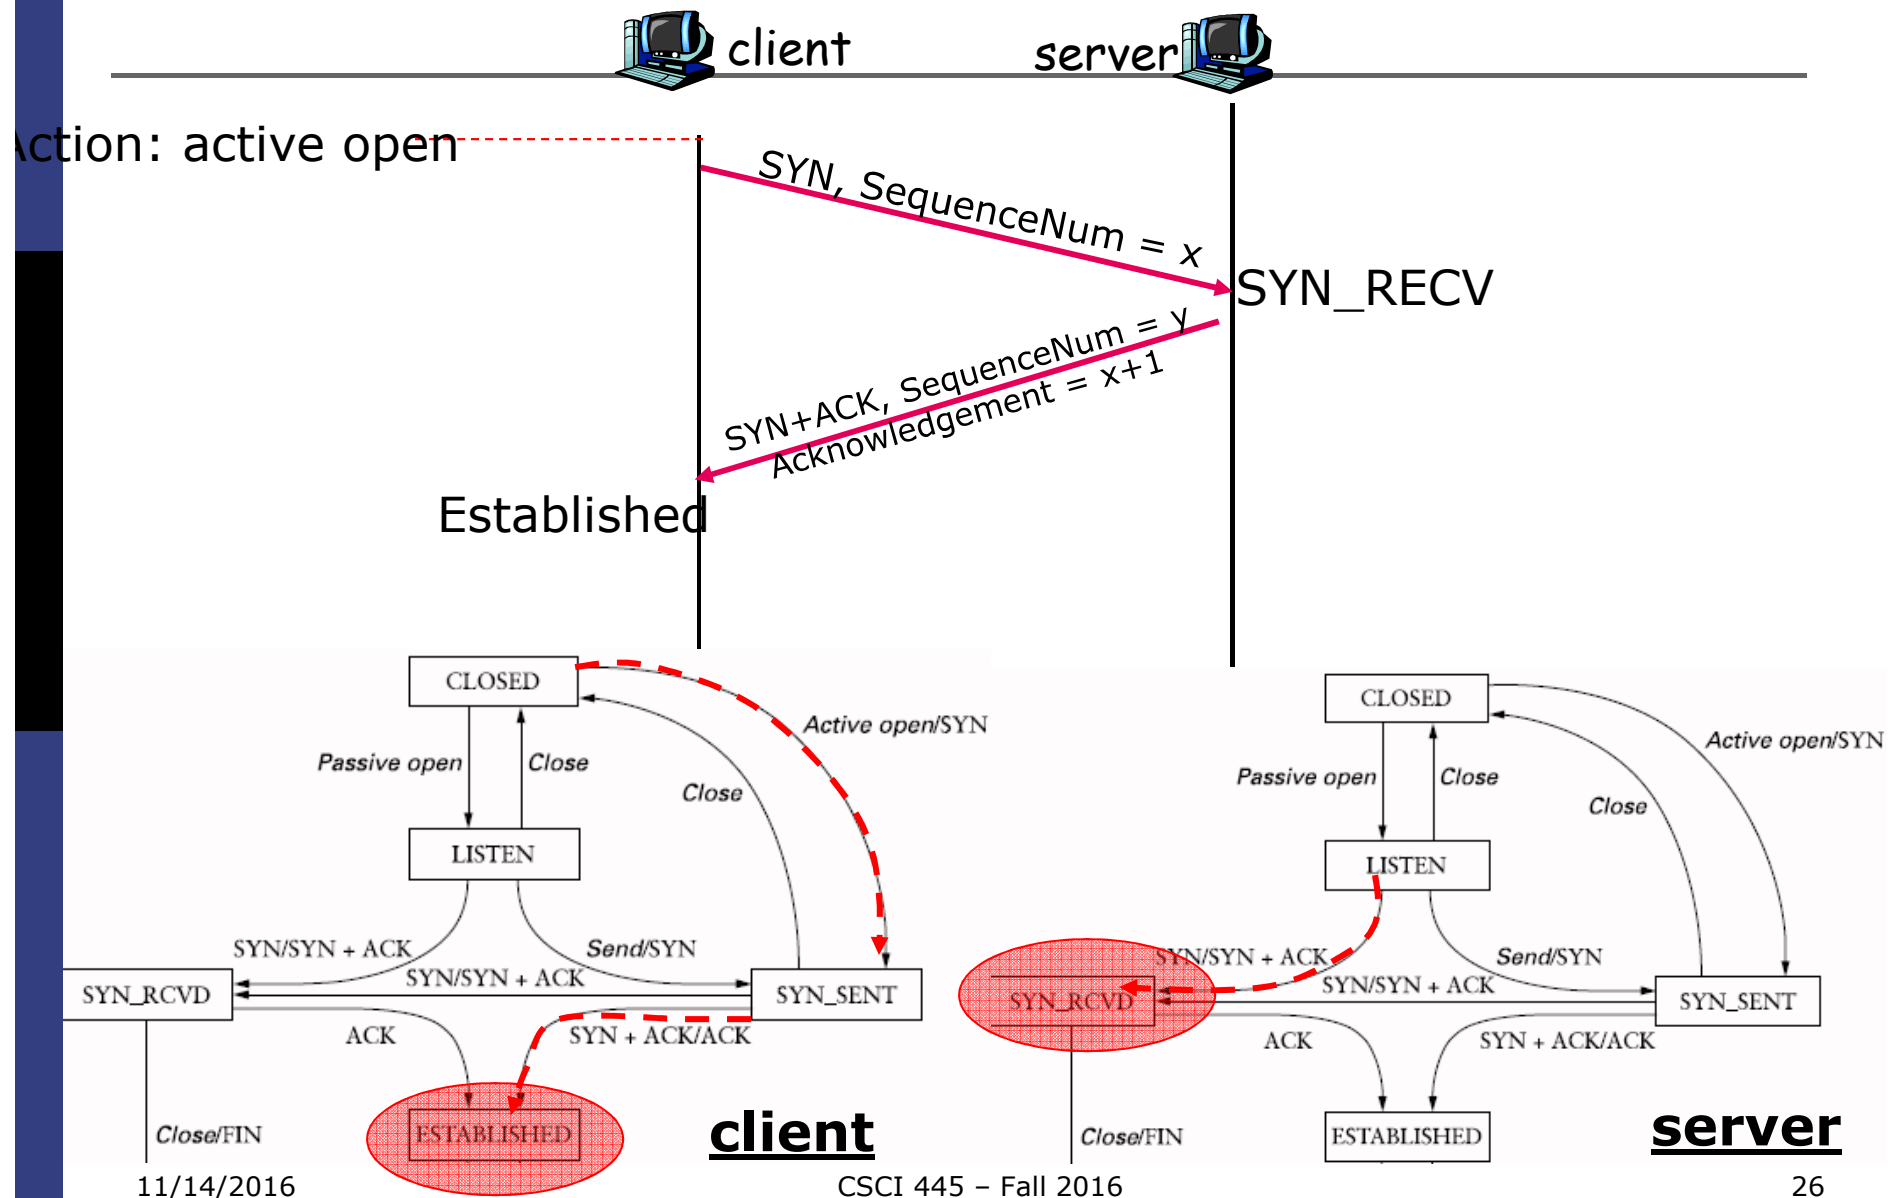 client
server
Action: active open
SYN, SequenceNum = x
SYN_RECV
SYN+ACK, SequenceNum = y
Acknowledgement = x+1
Established
CLOSED
Active open/SYN
Passive open
Close
Close
LISTEN
SYN/SYN + ACK
Send/SYN
SYN/SYN + ACK
SYN_RCVD
SYN_SENT
ACK
SYN + ACK/ACK
Close/FIN
ESTABLISHED
client
CLOSED
Active open/SYN
Passive open
Close
Close
LISTEN
SYN/SYN + ACK
Send/SYN
SYN/SYN + ACK
SYN_RCVD
SYN_SENT
ACK
SYN + ACK/ACK
Close/FIN
ESTABLISHED
server
11/14/2016
CSCI 445 – Fall 2016
26